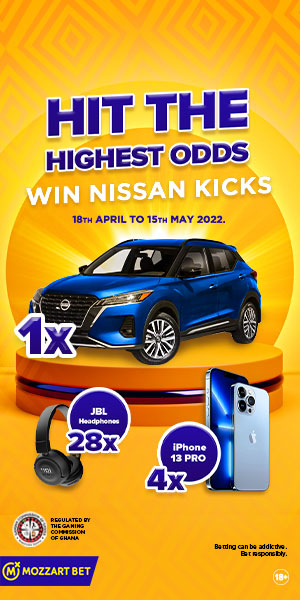 HIT THE
HIGHEST ODDS
WIN NISSAN KICKS
18TH APRIL TO 15TH MAY 2022.
1x
JBL
Headphones
28x
iPhone
13 PRO
4x
REGULATED BY
THE GAMING
COMMISSION
OF GHANA
Betting can be addictive.
Bet responsibly.
MOZZART BET
18+